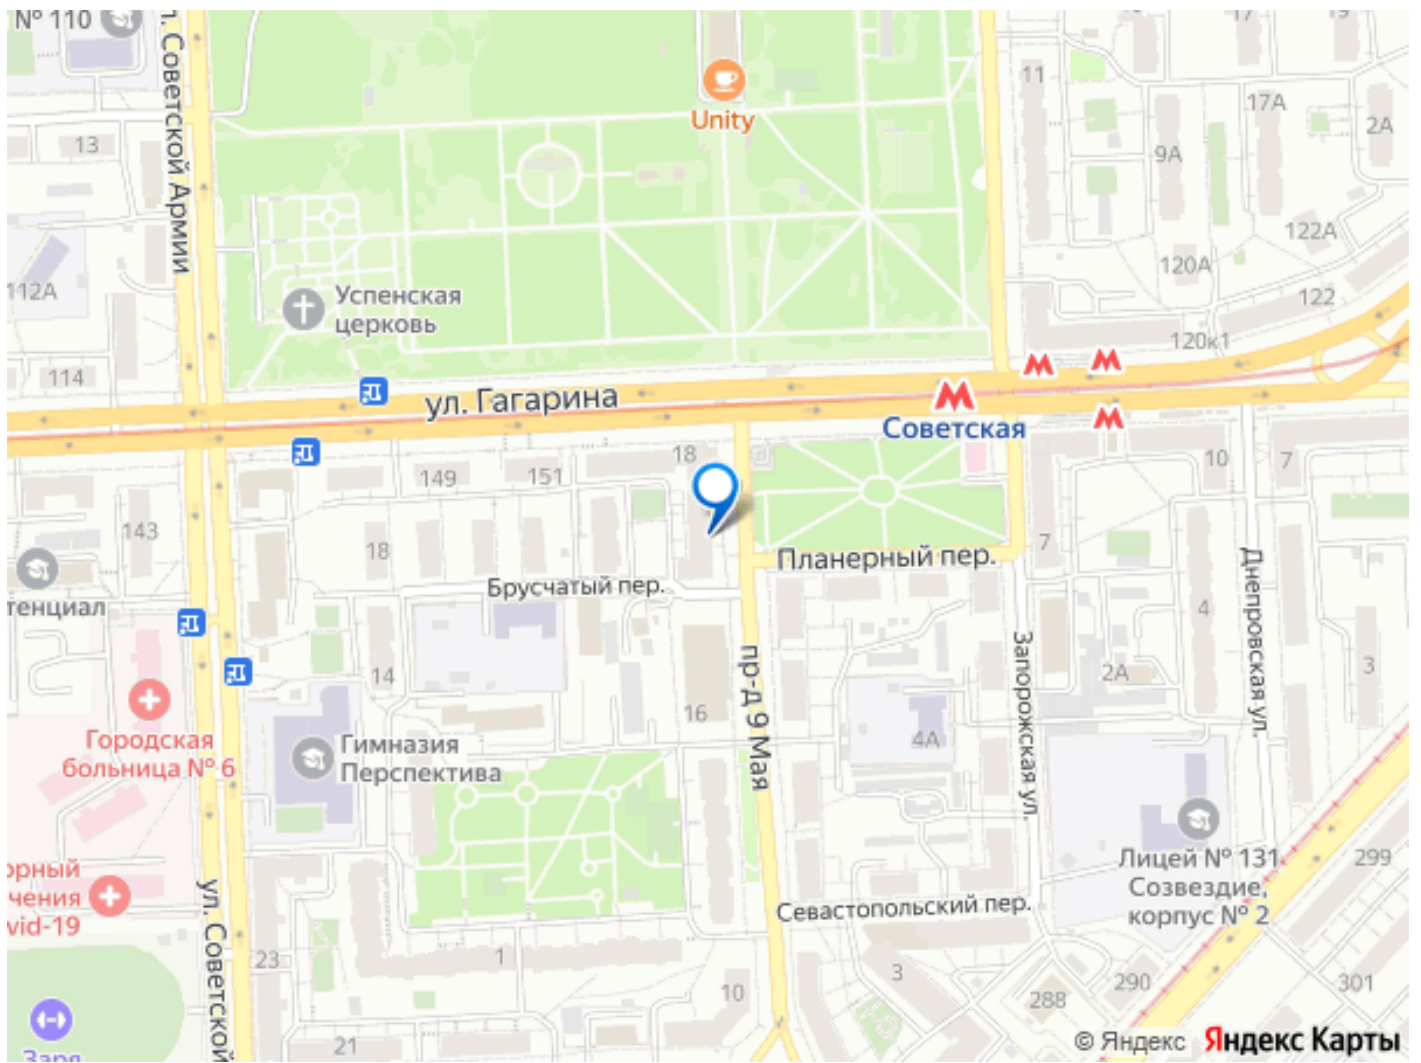 № 110
л. Советской Армии
13
112А
114
Unity
Успенская
церковь
11
17
19
17А
2А
9А
122А
120А
122
120к1
ул. Гагарина
Советская
18
149
151
10
7
143
18
7
Планерный пер.
Брусчатый пер.
тенциал
Днепровская ул.
4
3
14
2А
Запорожская ул.
пр-д 9 Мая
16
4А
Городская
больница № 6
Гимназия
Перспектива
Лицей № 131
Созвездие,
корпус № 2
299
орный
чения
vid-19
ул. Советской
Севастопольский пер.
23
1
3
10
290
288
301
21
Заря
© Яндекс Яндекс Карты